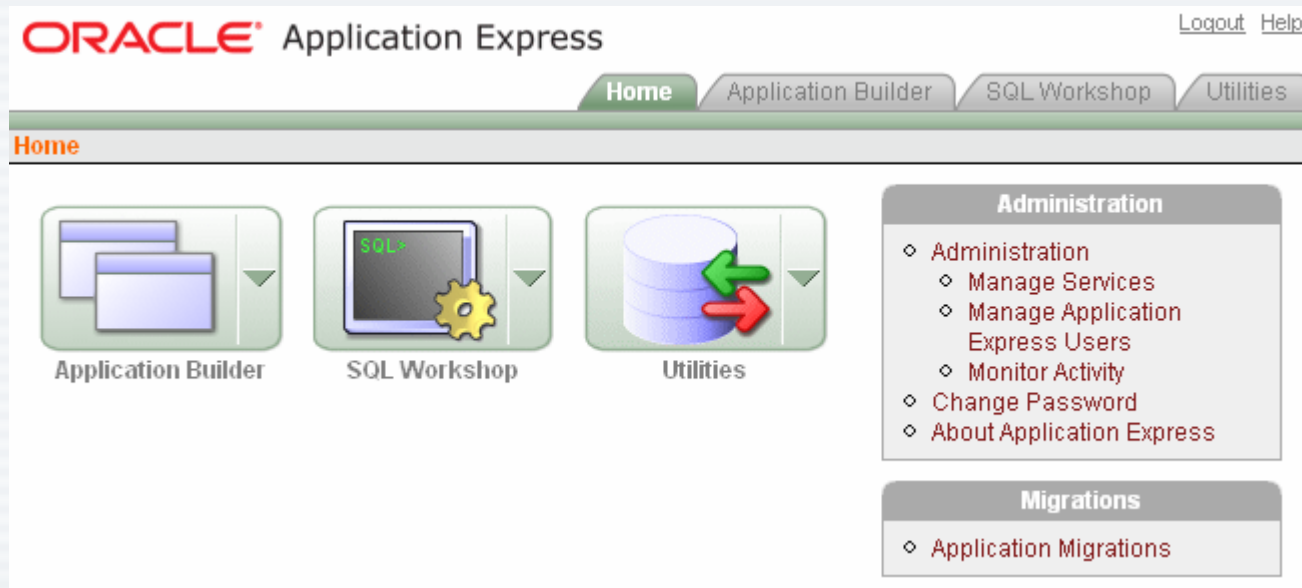 ORACLE® Application Express
Logout Help
Home Application Builder SQL Workshop Utilities
Home
SQL>
Application Builder
SQL Workshop
Utilities
Administration
Administration
Manage Services
Manage Application
Express Users
Monitor Activity
Change Password
About Application Express
Migrations
Application Migrations